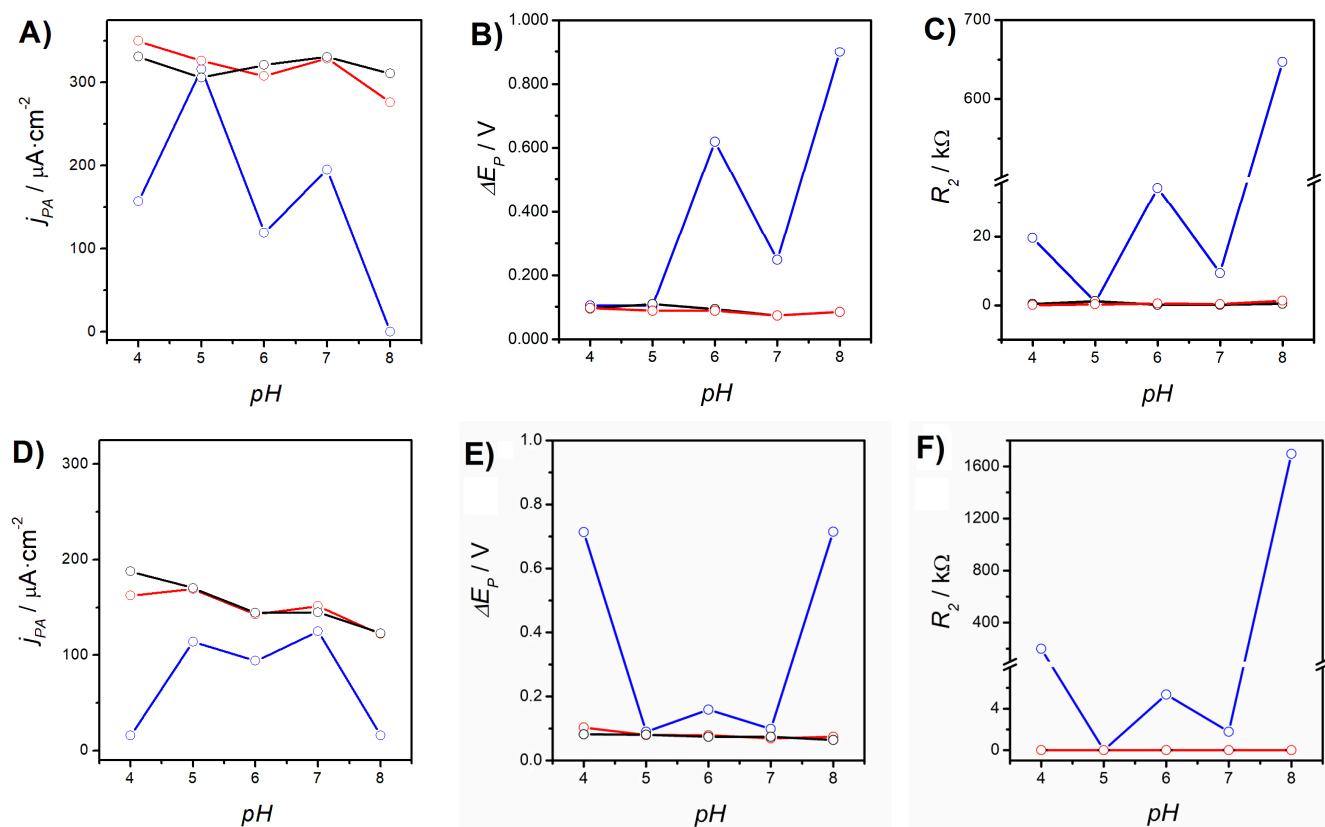 A)
j_PA / µA·cm⁻²
300
200
100
0
4 5 6 7 8
pH
B)
ΔE_P / V
1.000
0.800
0.600
0.400
0.200
0.000
4 5 6 7 8
pH
C)
R_2 / kΩ
700
600
20
0
4 5 6 7 8
pH
D)
j_PA / µA·cm⁻²
300
200
100
0
4 5 6 7 8
pH
E)
ΔE_P / V
1.0
0.8
0.6
0.4
0.2
0.0
4 5 6 7 8
pH
F)
R_2 / kΩ
1600
1200
800
400
4
0
4 5 6 7 8
pH